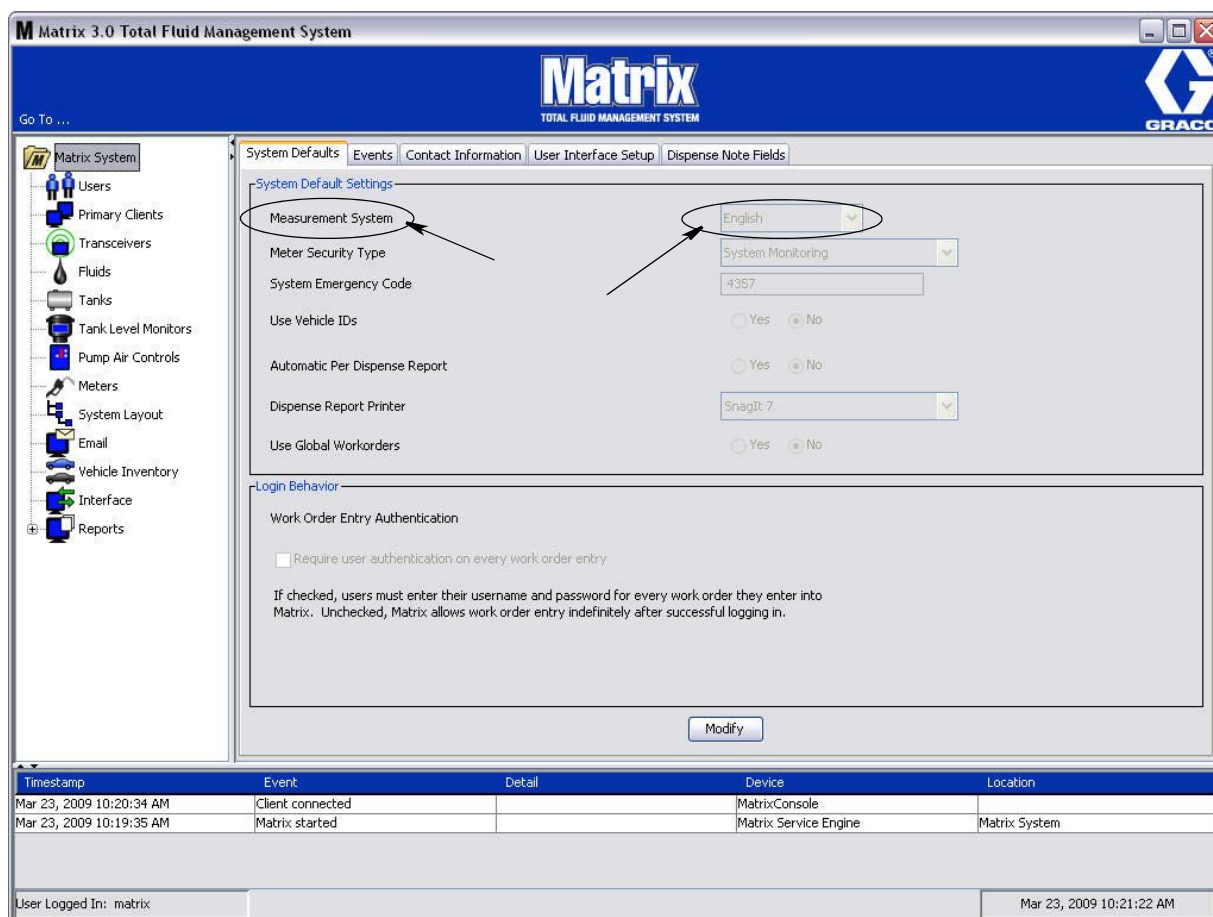 M Matrix 3.0 Total Fluid Management System
Matrix
TOTAL FLUID MANAGEMENT SYSTEM
Go To ...
GRACO
Matrix System
Users
Primary Clients
Transceivers
Fluids
Tanks
Tank Level Monitors
Pump Air Controls
Meters
System Layout
Email
Vehicle Inventory
Interface
Reports
System Defaults Events Contact Information User Interface Setup Dispense Note Fields
System Default Settings
Measurement System English
Meter Security Type System Monitoring
System Emergency Code 4357
Use Vehicle IDs Yes No
Automatic Per Dispense Report Yes No
Dispense Report Printer SnagIt 7
Use Global Workorders Yes No
Login Behavior
Work Order Entry Authentication
Require user authentication on every work order entry
If checked, users must enter their username and password for every work order they enter into
Matrix. Unchecked, Matrix allows work order entry indefinitely after successful logging in.
Modify
Timestamp Event Detail Device Location
Mar 23, 2009 10:20:34 AM Client connected MatrixConsole
Mar 23, 2009 10:19:35 AM Matrix started Matrix Service Engine Matrix System
User Logged In: matrix Mar 23, 2009 10:21:22 AM